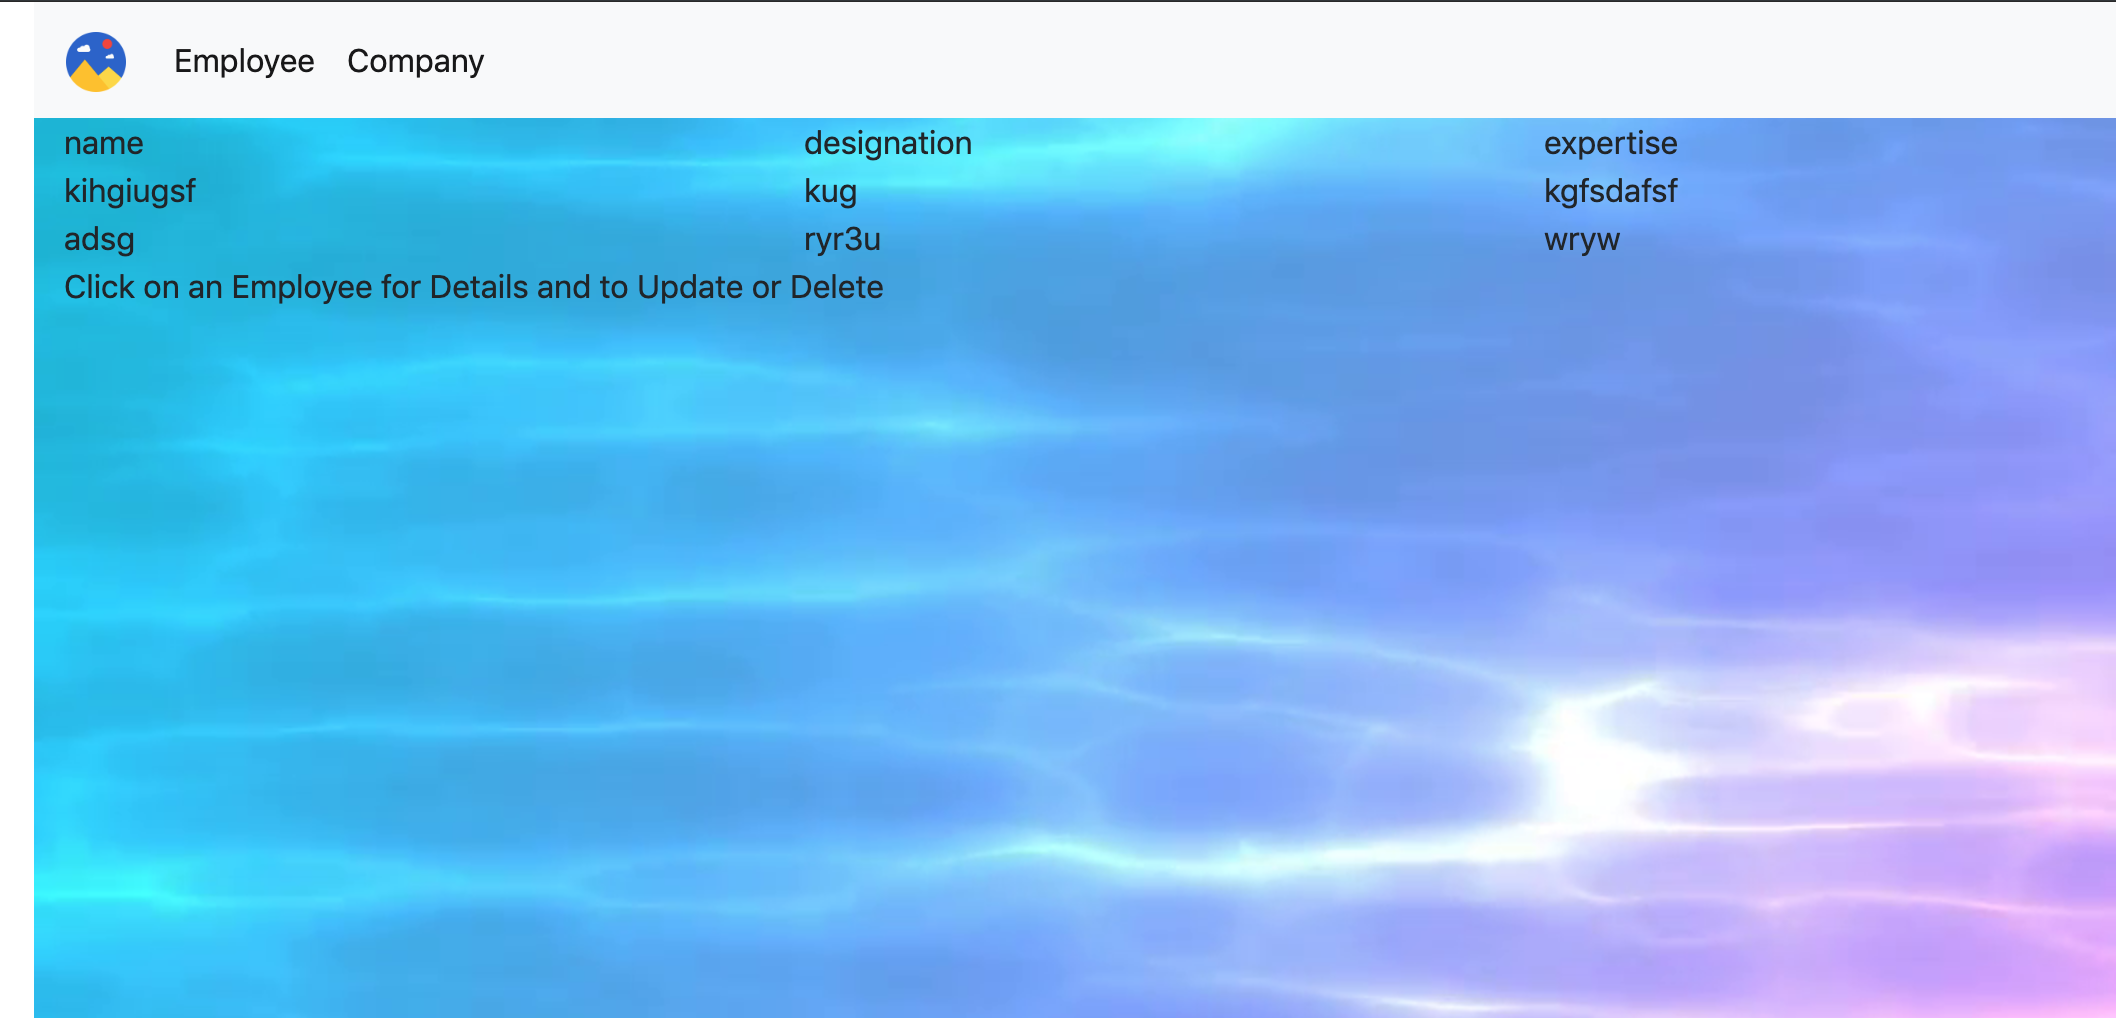 Employee Company
name designation expertise
kihgiugsf kug kgfsdafsf
adsg ryr3u wryw
Click on an Employee for Details and to Update or Delete